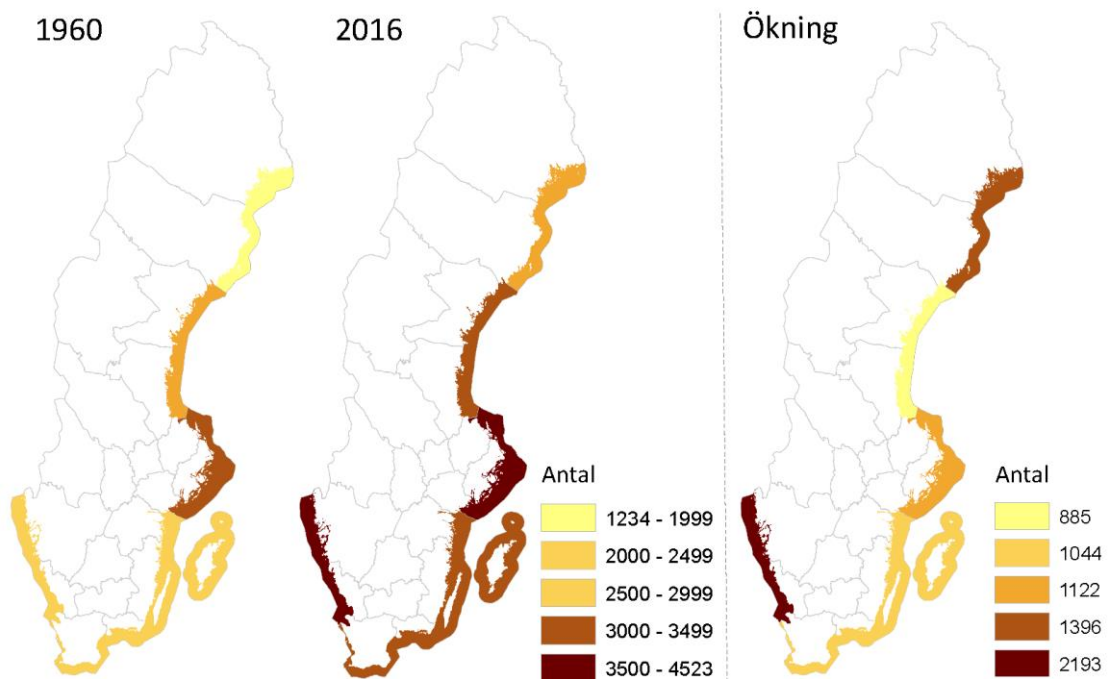 1960
2016
Ökning
Antal
1234 - 1999
2000 - 2499
2500 - 2999
3000 - 3499
3500 - 4523
Antal
885
1044
1122
1396
2193